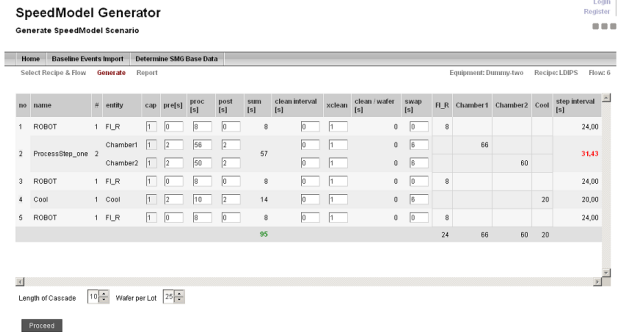 Login
Register
SpeedModel Generator
Generate SpeedModel Scenario
Home Baseline Events Import Determine SMG Base Data
Select Recipe & Flow Generate Report Equipment: Dummy-two Recipe: LDIPS Flow: 6
no name # entity cap pre[s] proc [s] post [s] sum [s] clean interval [s] xclean clean / wafer [s] swap [s] FI_R Chamber1 Chamber2 Cool step interval [s]
1 ROBOT 1 FI_R 1 0 8 0 8 0 1 0 0 8 24,00
2 ProcessStep_one 2 Chamber1 1 2 56 2 57 0 1 0 6 66 31,43
Chamber2 1 2 50 2 0 1 0 6 60
3 ROBOT 1 FI_R 1 0 8 0 8 0 1 0 0 8 24,00
4 Cool 1 Cool 1 2 10 2 14 0 1 0 6 20 20,00
5 ROBOT 1 FI_R 1 0 8 0 8 0 1 0 0 8 24,00
95 24 66 60 20
Length of Cascade 10 Wafer per Lot 25
Proceed